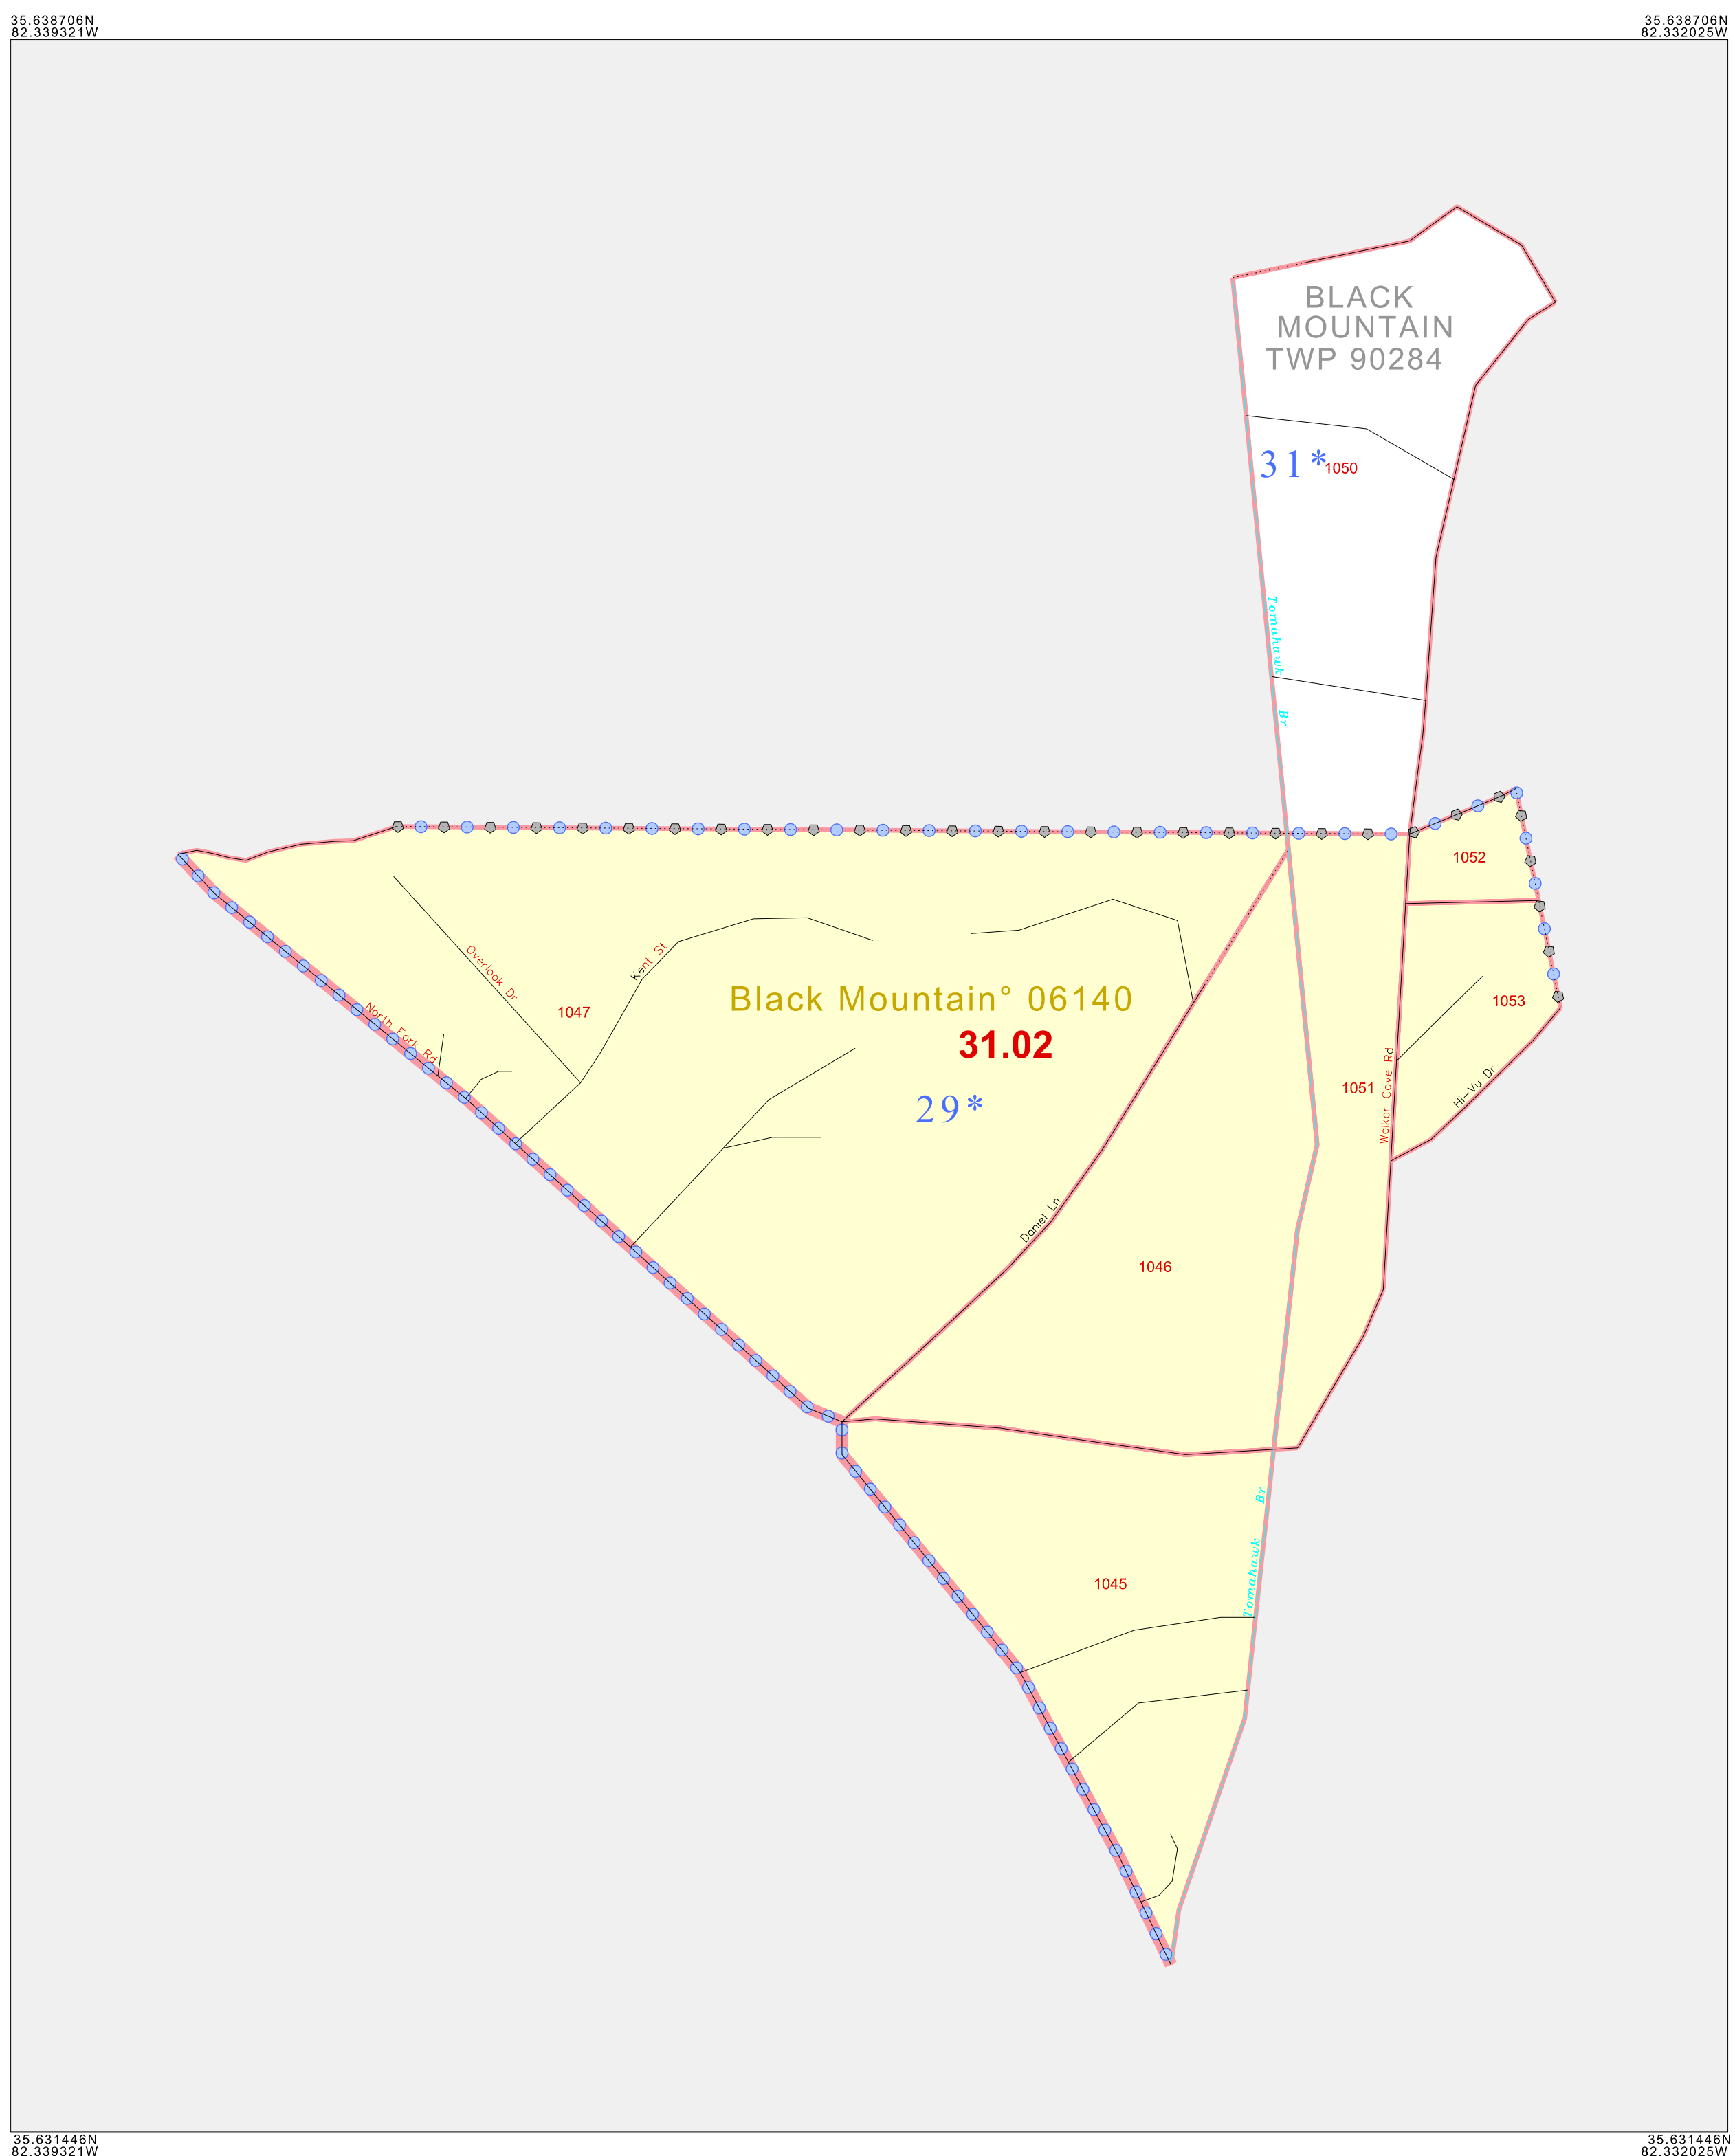 35.638706N
82.339321W
35.638706N
82.332025W
BLACK
MOUNTAIN
TWP 90284
31*
1050
Tomahawk Br
1052
Overlook Dr
Kent St
North Fork Rd
1047
Black Mountain° 06140
31.02
29*
1053
1051
Walker Cove Rd
Hi-Vu Dr
Daniel Ln
1046
Tomahawk Br
1045
35.631446N
82.339321W
35.631446N
82.332025W